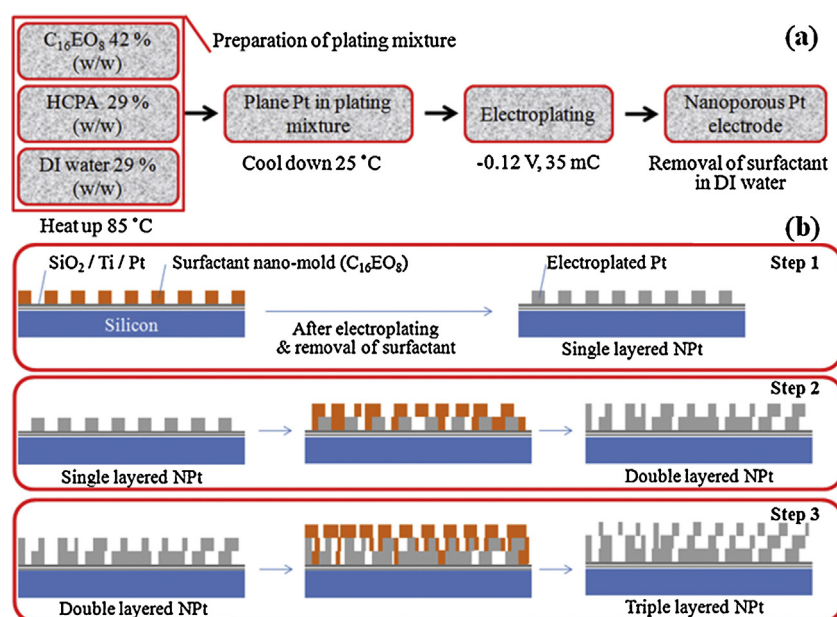 (a)
C₁₆EO₈ 42 %
(w/w)
Preparation of plating mixture
HCPA 29 %
(w/w)
DI water 29 %
(w/w)
Heat up 85 ˚C
Plane Pt in plating
mixture
Cool down 25 ˚C
Electroplating
-0.12 V, 35 mC
Nanoporous Pt
electrode
Removal of surfactant
in DI water
(b)
Step 1
SiO₂ / Ti / Pt
Surfactant nano-mold (C₁₆EO₈)
Electroplated Pt
Silicon
After electroplating
& removal of surfactant
Single layered NPt
Step 2
Single layered NPt
Double layered NPt
Step 3
Double layered NPt
Triple layered NPt